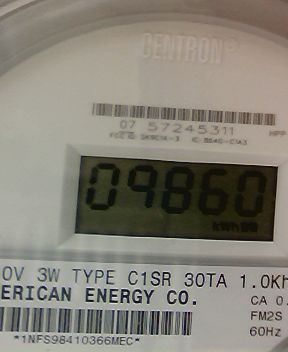 CENTRON®
07 57245311
HPP
09860
kWh
0V 3W TYPE C1SR 30TA 1.0Kh
ERICAN ENERGY CO.
CA 0.
FM2S
60Hz
*1NFS98410366MEC*